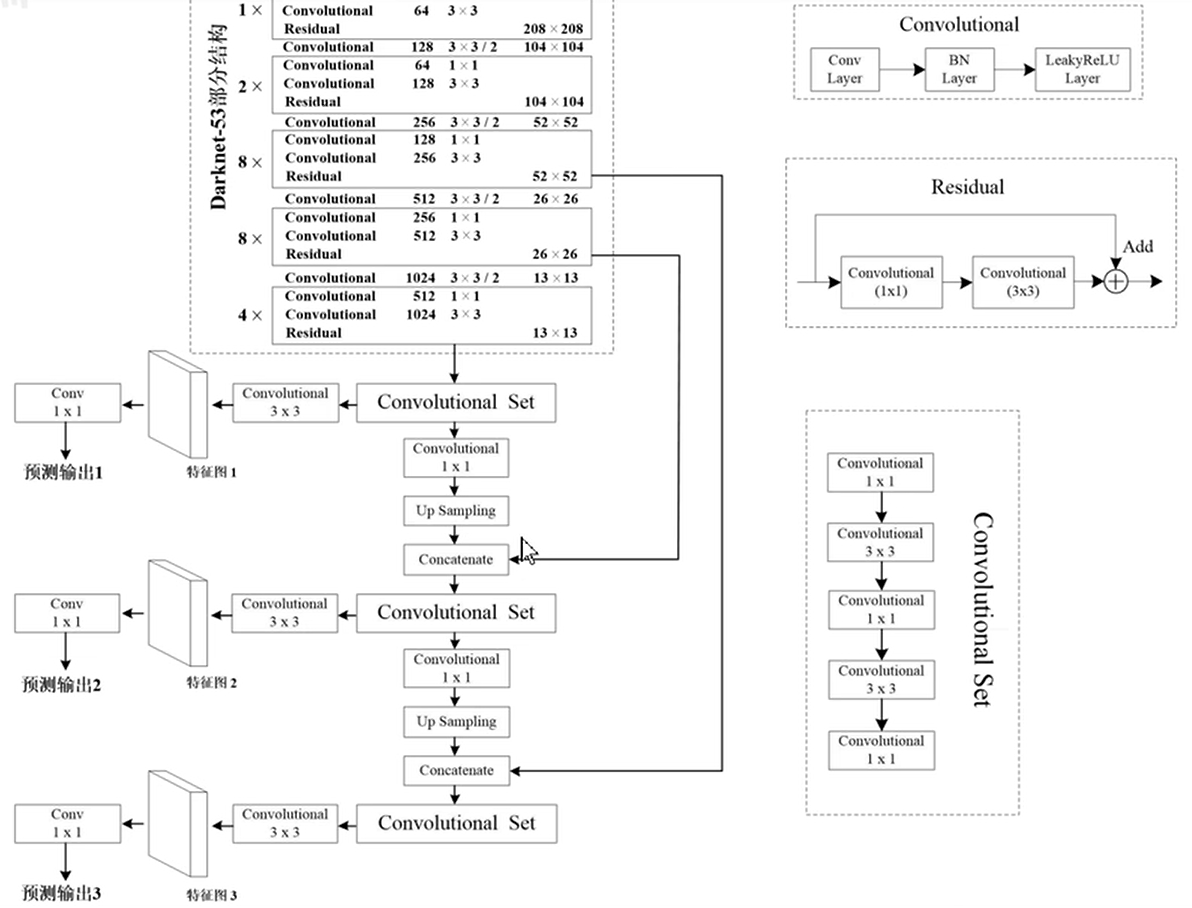 Darknet-53部分结构
1 ×
Convolutional 64 3 × 3
Residual 208 × 208
Convolutional 128 3 × 3 / 2 104 × 104
2 ×
Convolutional 64 1 × 1
Convolutional 128 3 × 3
Residual 104 × 104
Convolutional 256 3 × 3 / 2 52 × 52
8 ×
Convolutional 128 1 × 1
Convolutional 256 3 × 3
Residual 52 × 52
Convolutional 512 3 × 3 / 2 26 × 26
8 ×
Convolutional 256 1 × 1
Convolutional 512 3 × 3
Residual 26 × 26
Convolutional 1024 3 × 3 / 2 13 × 13
4 ×
Convolutional 512 1 × 1
Convolutional 1024 3 × 3
Residual 13 × 13
Convolutional Set
Convolutional
3 x 3
特征图 1
Conv
1 x 1
预测输出1
Convolutional
1 x 1
Up Sampling
Concatenate
Convolutional Set
Convolutional
3 x 3
特征图 2
Conv
1 x 1
预测输出2
Convolutional
1 x 1
Up Sampling
Concatenate
Convolutional Set
Convolutional
3 x 3
特征图 3
Conv
1 x 1
预测输出3
Convolutional
Conv
Layer
BN
Layer
LeakyReLU
Layer
Residual
Convolutional
(1x1)
Convolutional
(3x3)
Add
Convolutional Set
Convolutional
1 x 1
Convolutional
3 x 3
Convolutional
1 x 1
Convolutional
3 x 3
Convolutional
1 x 1